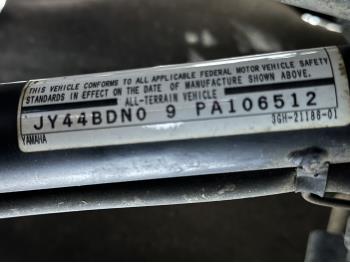 THIS VEHICLE CONFORMS TO ALL APPLICABLE FEDERAL MOTOR VEHICLE SAFETY
STANDARDS IN EFFECT ON THE DATE OF MANUFACTURE SHOWN ABOVE.
ALL-TERRAIN VEHICLE
JY44BDN0 9 PA106512
YAMAHA 3GH-21186-01